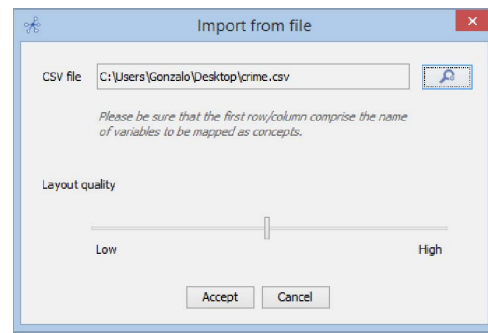 Import from file
CSV file
C:\Users\Gonzalo\Desktop\crime.csv
Please be sure that the first row/column comprise the name
of variables to be mapped as concepts.
Layout quality
Low
High
Accept
Cancel